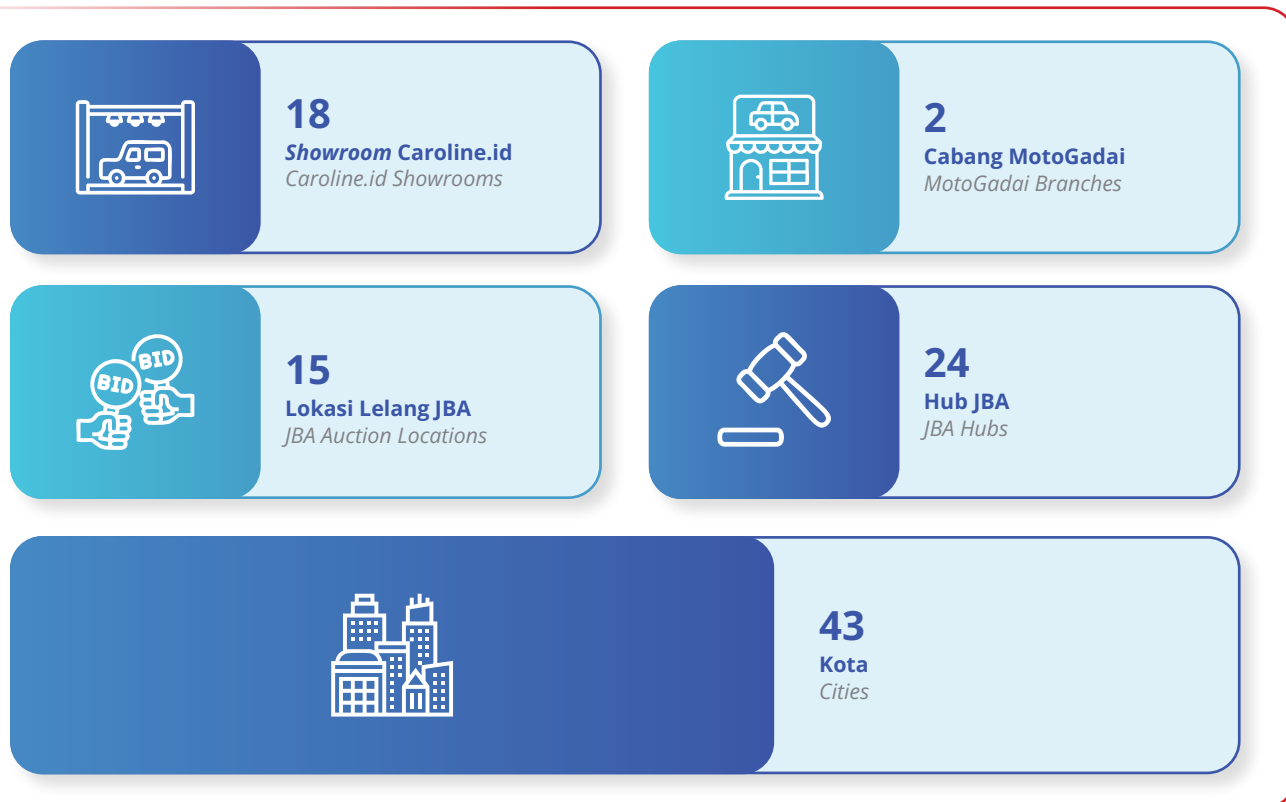 18
Showroom Caroline.id
Caroline.id Showrooms
2
Cabang MotoGadai
MotoGadai Branches
BID
BID
15
Lokasi Lelang JBA
JBA Auction Locations
24
Hub JBA
JBA Hubs
43
Kota
Cities